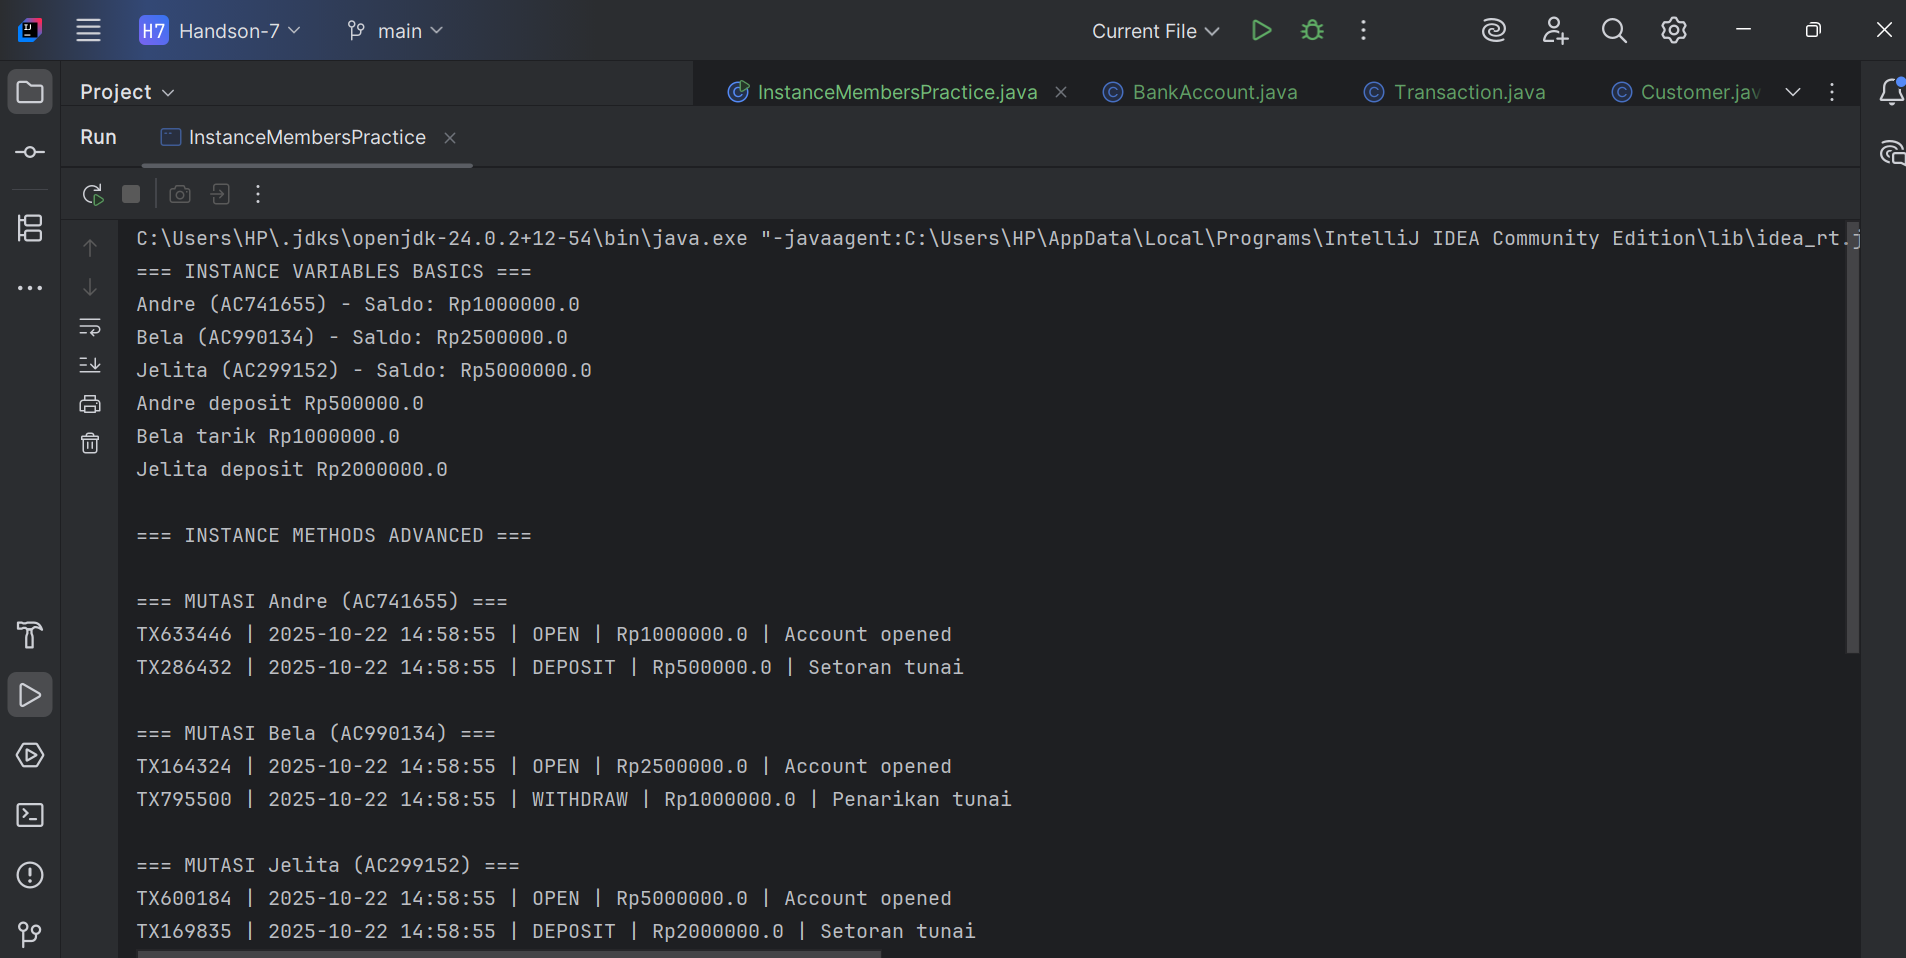 H7 Handson-7 main Current File
Project InstanceMembersPractice.java BankAccount.java Transaction.java Customer.jav
Run InstanceMembersPractice
C:\Users\HP\.jdks\openjdk-24.0.2+12-54\bin\java.exe "-javaagent:C:\Users\HP\AppData\Local\Programs\IntelliJ IDEA Community Edition\lib\idea_rt.j
=== INSTANCE VARIABLES BASICS ===
Andre (AC741655) - Saldo: Rp1000000.0
Bela (AC990134) - Saldo: Rp2500000.0
Jelita (AC299152) - Saldo: Rp5000000.0
Andre deposit Rp500000.0
Bela tarik Rp1000000.0
Jelita deposit Rp2000000.0
=== INSTANCE METHODS ADVANCED ===
=== MUTASI Andre (AC741655) ===
TX633446 | 2025-10-22 14:58:55 | OPEN | Rp1000000.0 | Account opened
TX286432 | 2025-10-22 14:58:55 | DEPOSIT | Rp500000.0 | Setoran tunai
=== MUTASI Bela (AC990134) ===
TX164324 | 2025-10-22 14:58:55 | OPEN | Rp2500000.0 | Account opened
TX795500 | 2025-10-22 14:58:55 | WITHDRAW | Rp1000000.0 | Penarikan tunai
=== MUTASI Jelita (AC299152) ===
TX600184 | 2025-10-22 14:58:55 | OPEN | Rp5000000.0 | Account opened
TX169835 | 2025-10-22 14:58:55 | DEPOSIT | Rp2000000.0 | Setoran tunai